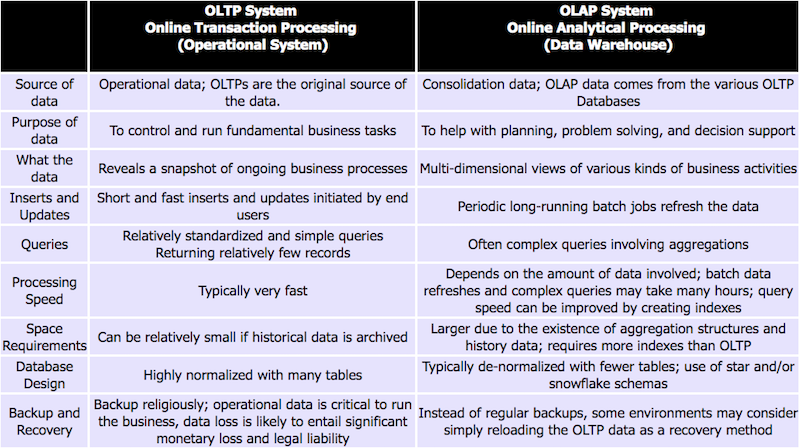 OLTP System
Online Transaction Processing
(Operational System)
OLAP System
Online Analytical Processing
(Data Warehouse)
Source of
data
Operational data; OLTPs are the original source of
the data.
Consolidation data; OLAP data comes from the various OLTP
Databases
Purpose of
data
To control and run fundamental business tasks
To help with planning, problem solving, and decision support
What the
data
Reveals a snapshot of ongoing business processes
Multi-dimensional views of various kinds of business activities
Inserts and
Updates
Short and fast inserts and updates initiated by end
users
Periodic long-running batch jobs refresh the data
Queries
Relatively standardized and simple queries
Returning relatively few records
Often complex queries involving aggregations
Processing
Speed
Typically very fast
Depends on the amount of data involved; batch data
refreshes and complex queries may take many hours; query
speed can be improved by creating indexes
Space
Requirements
Can be relatively small if historical data is archived
Larger due to the existence of aggregation structures and
history data; requires more indexes than OLTP
Database
Design
Highly normalized with many tables
Typically de-normalized with fewer tables; use of star and/or
snowflake schemas
Backup and
Recovery
Backup religiously; operational data is critical to run
the business, data loss is likely to entail significant
monetary loss and legal liability
Instead of regular backups, some environments may consider
simply reloading the OLTP data as a recovery method